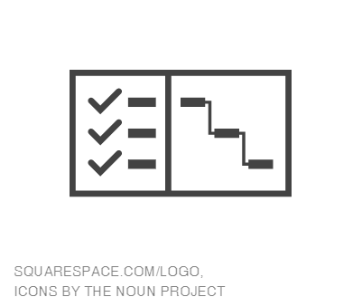 SQUARESPACE.COM/LOGO,
ICONS BY THE NOUN PROJECT